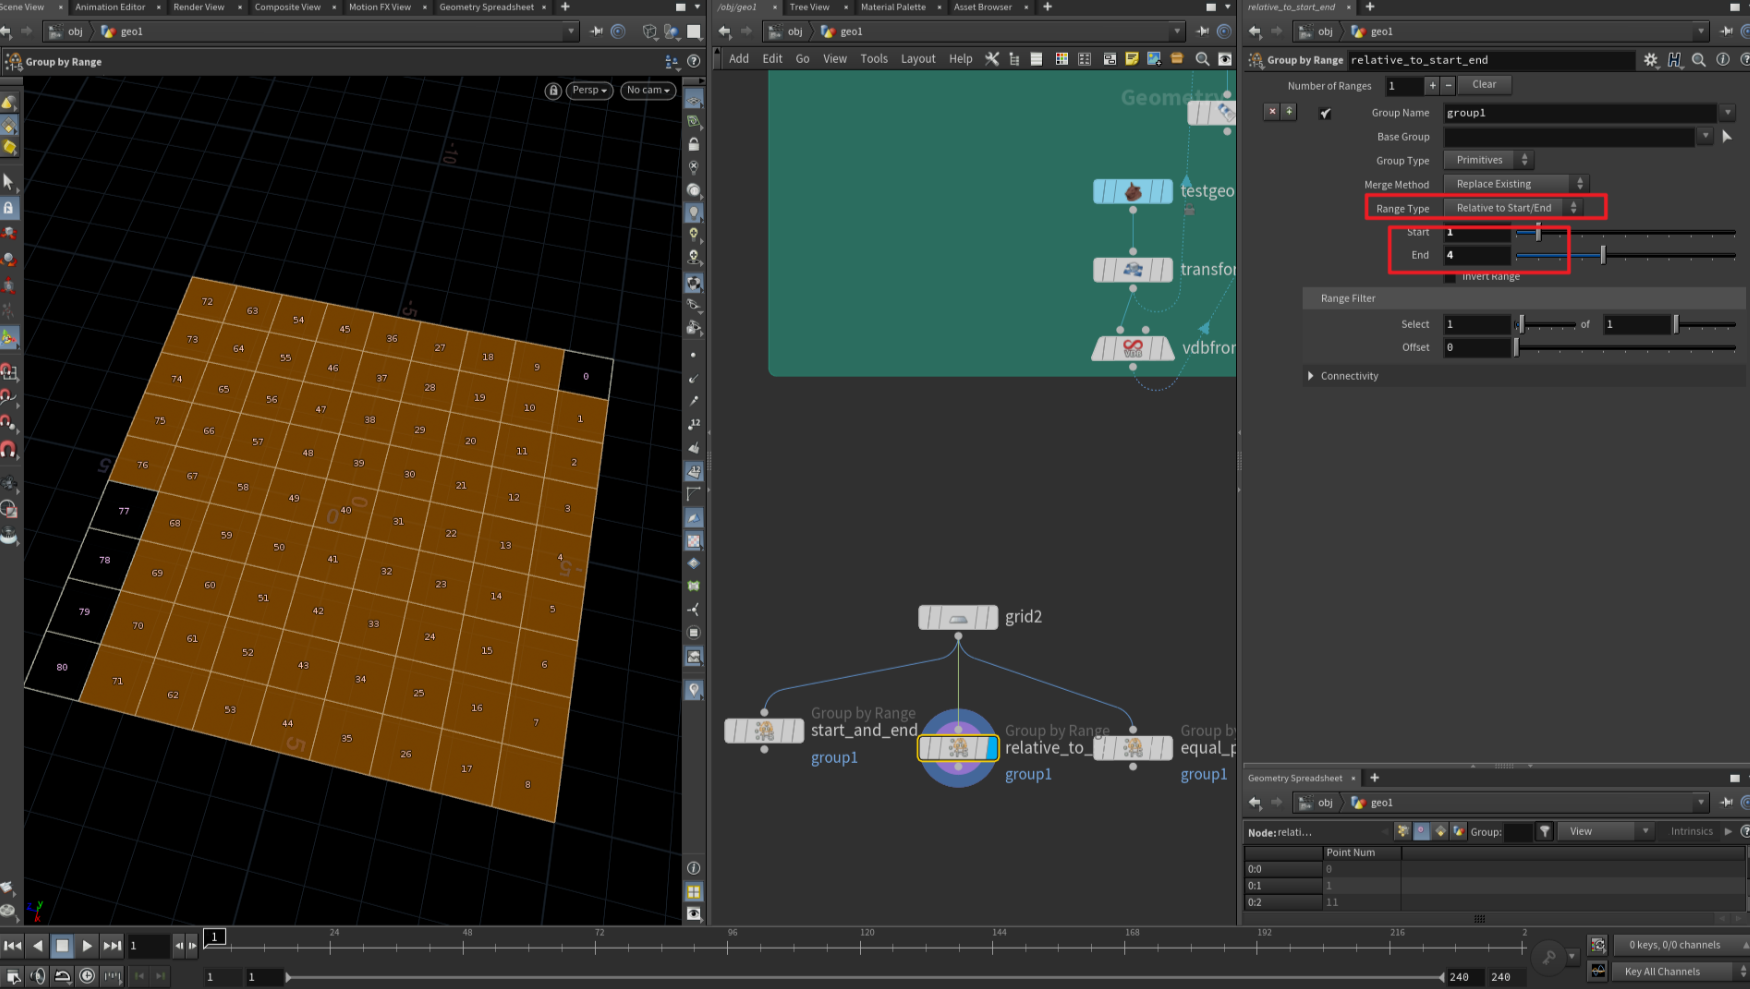 Scene View
Animation Editor
Render View
Composite View
Motion FX View
Geometry Spreadsheet
/obj/geo1
Tree View
Material Palette
Asset Browser
relative_to_start_end
obj
geo1
obj
geo1
obj
geo1
Group by Range
Add
Edit
Go
View
Tools
Layout
Help
Group by Range
relative_to_start_end
Persp
No cam
Number of Ranges
1
Clear
Group Name
group1
Base Group
Group Type
Primitives
Merge Method
Replace Existing
Range Type
Relative to Start/End
Start
1
End
4
Invert Range
Range Filter
Select
1
of
1
Offset
0
Connectivity
Geometry
testgeo
transfor
vdbfror
grid2
Group by Range
start_and_end
group1
Group by Range
relative_to_
group1
Group by
equal_p
group1
-10
-5
5
0
-5
5
72 63 54 45 36 27 18 9 0
73 64 55 46 37 28 19 10 1
74 65 56 47 38 29 20 11 2
75 66 57 48 39 30 21 12 3
76 67 58 49 40 31 22 13 4
77 68 59 50 41 32 23 14 5
78 69 60 51 42 33 24 15 6
79 70 61 52 43 34 25 16 7
80 71 62 53 44 35 26 17 8
Geometry Spreadsheet
obj
geo1
Node: relati...
Group:
View
Intrinsics
Point Num
0:0 0
0:1 1
0:2 11
1
1
24
48
72
96
120
144
168
192
216
2
0 keys, 0/0 channels
1
1
240
240
Key All Channels